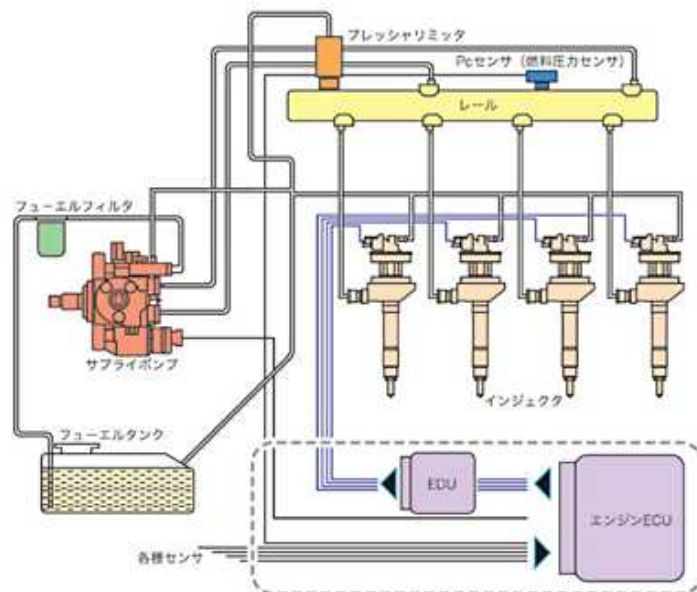 プレッシャリミッタ
Pcセンサ（燃料圧力センサ）
レール
フューエルフィルタ
サプライポンプ
インジェクタ
フューエルタンク
EDU
エンジンECU
各種センサ